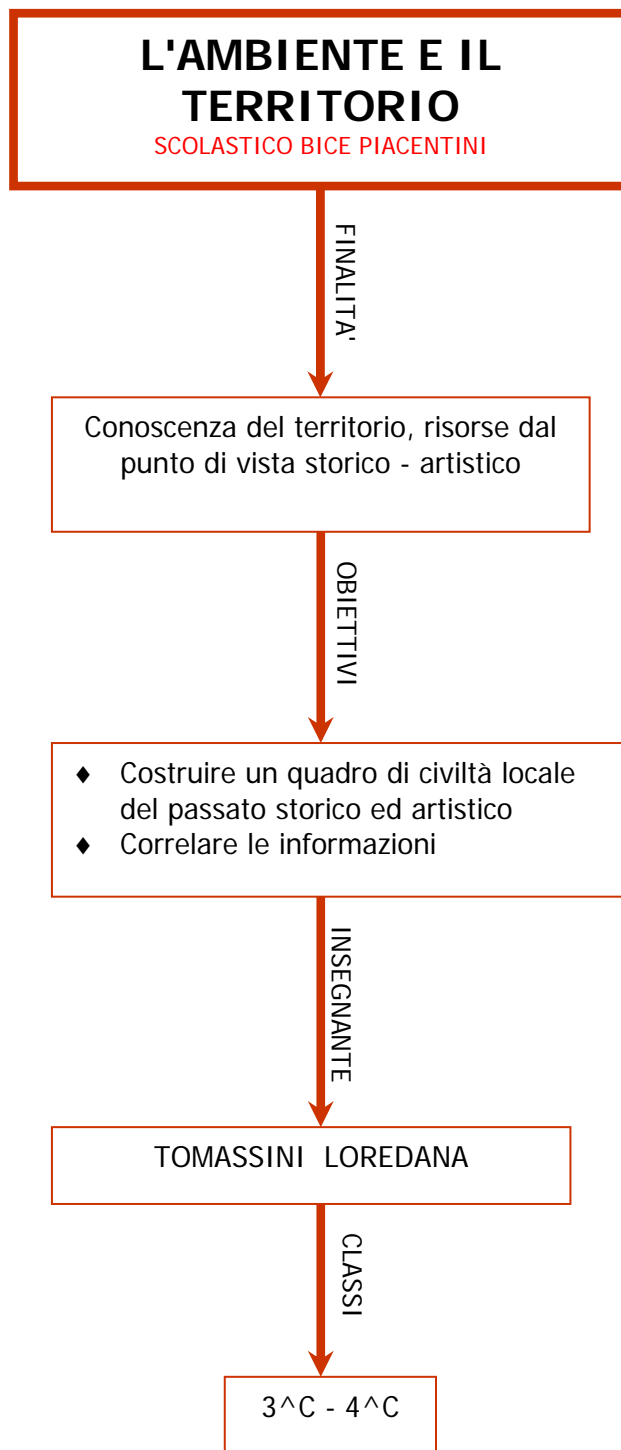 L'AMBIENTE E IL
TERRITORIO
SCOLASTICO BICE PIACENTINI
FINALITA'
Conoscenza del territorio, risorse dal
punto di vista storico - artistico
OBIETTIVI
♦ Costruire un quadro di civiltà locale
del passato storico ed artistico
♦ Correlare le informazioni
INSEGNANTE
TOMASSINI LOREDANA
CLASSI
3^C - 4^C